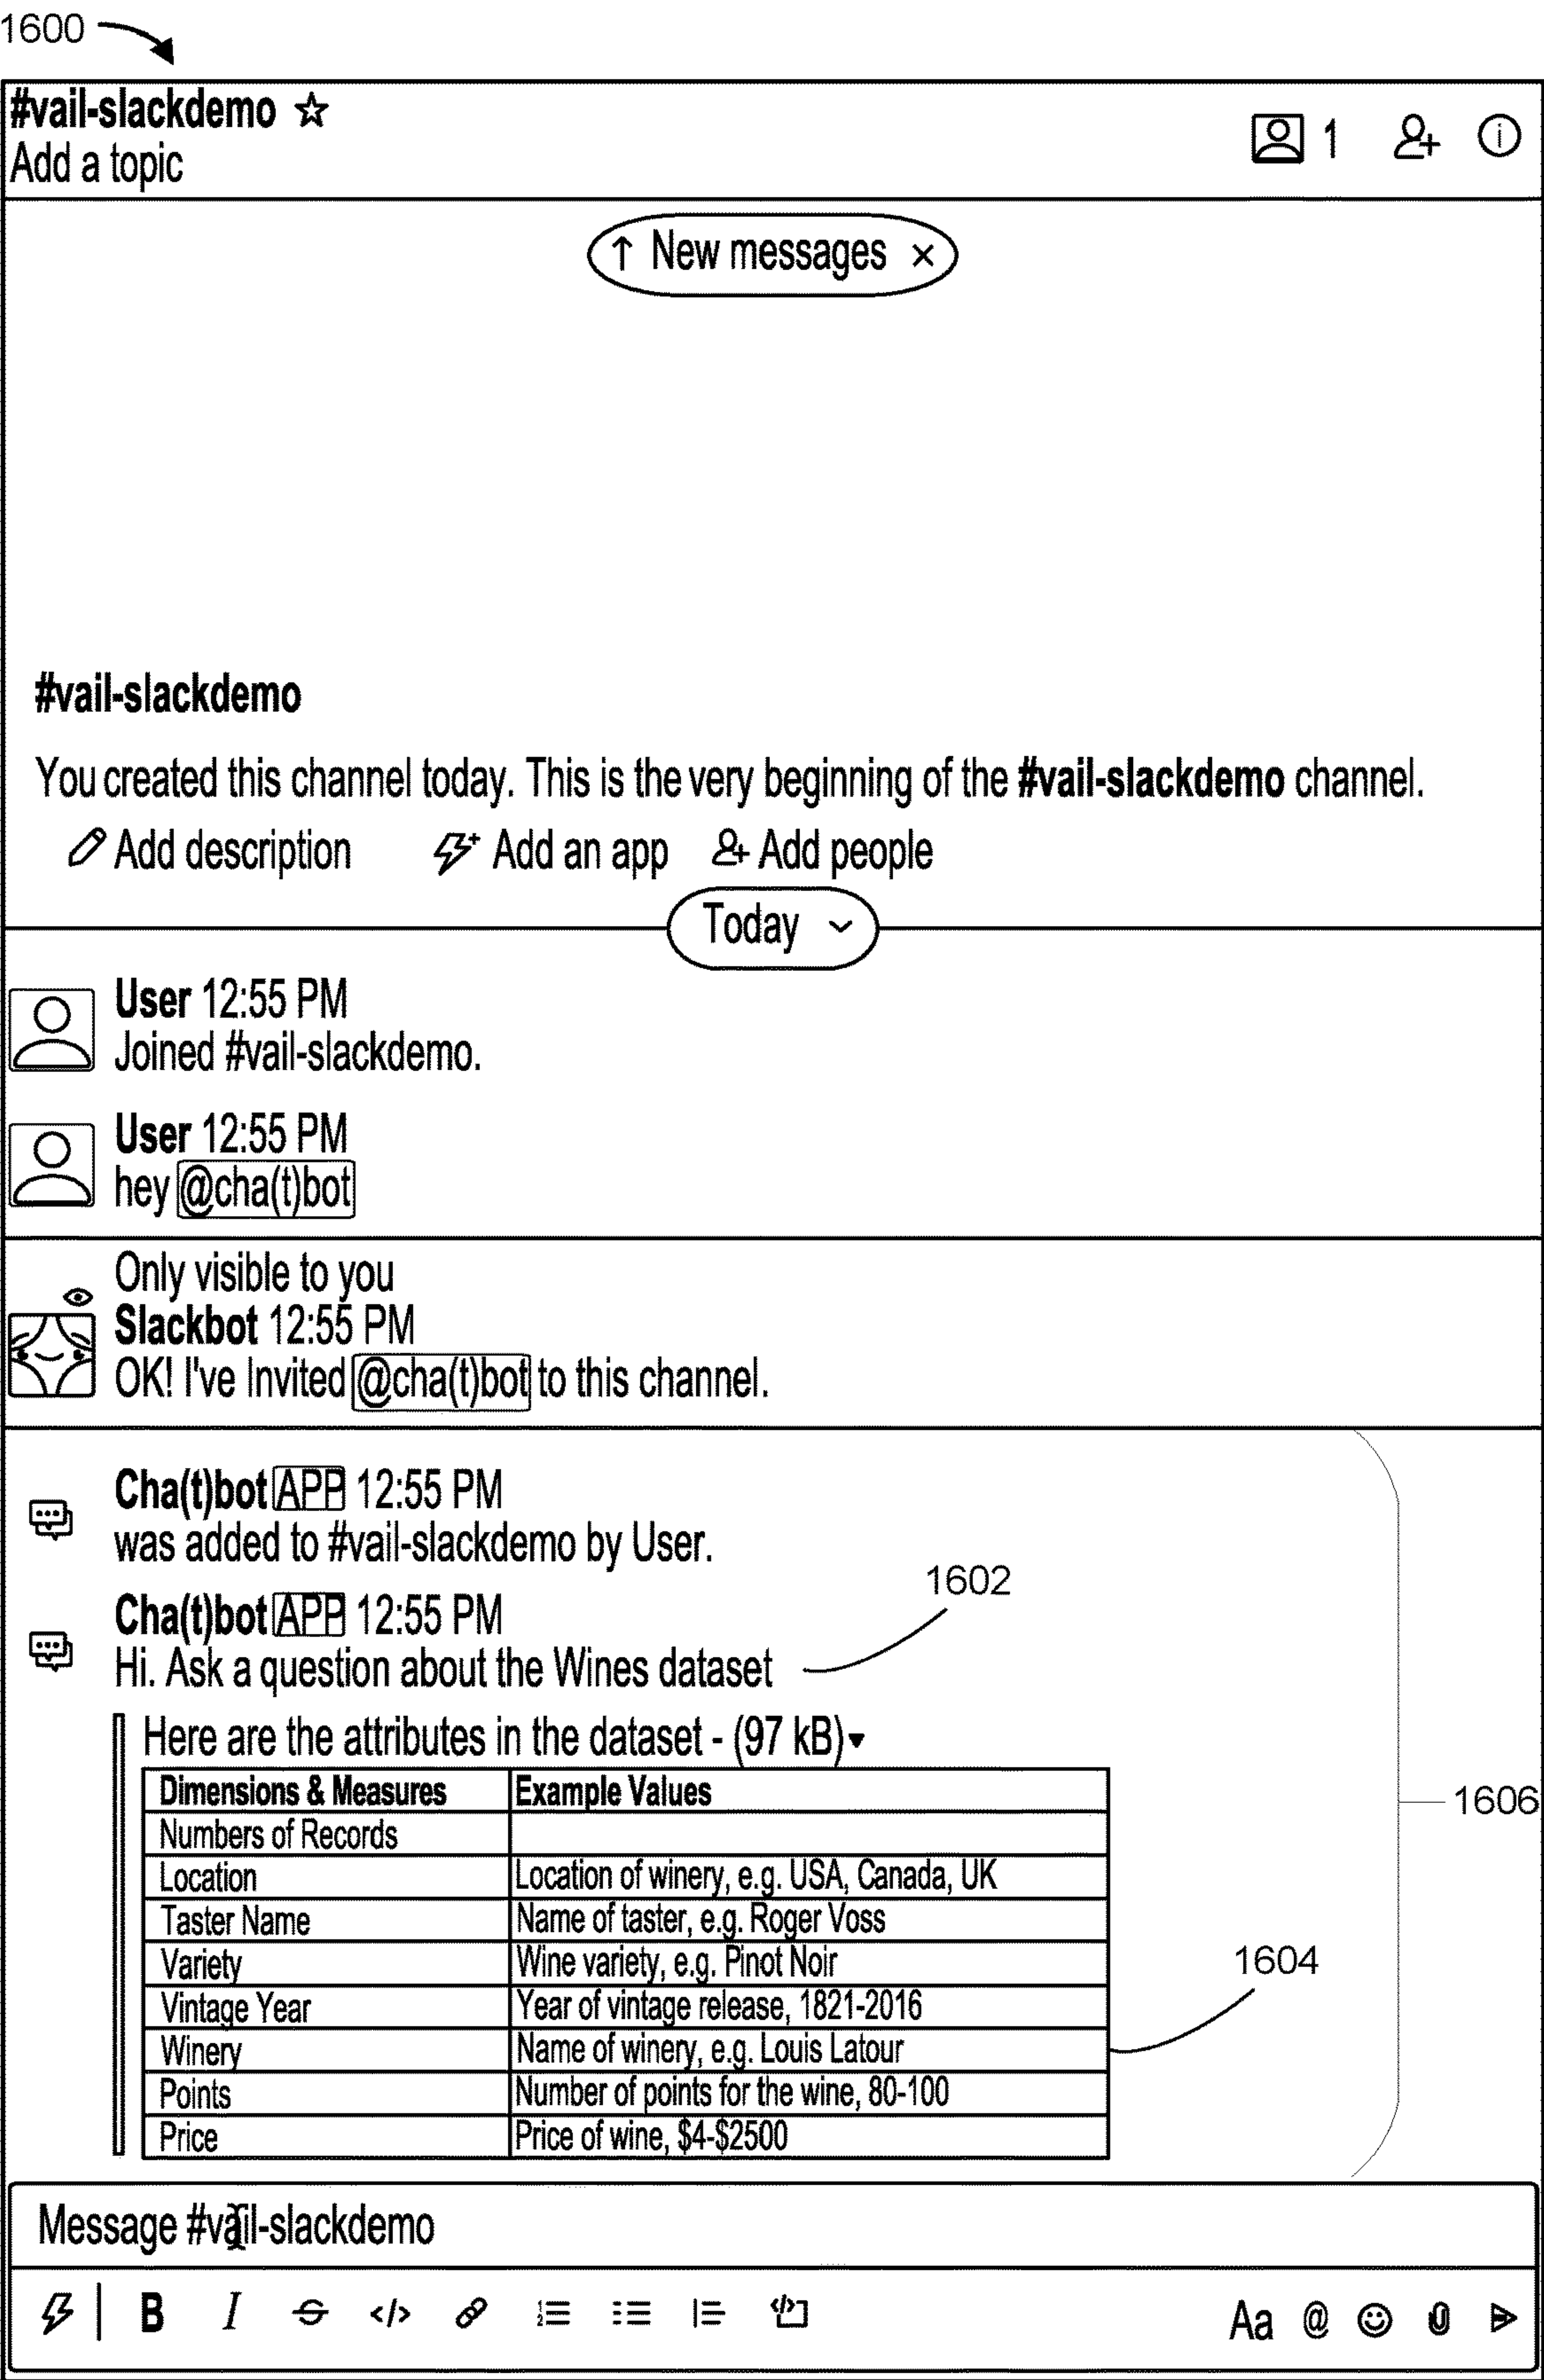 1600
#vail-slackdemo ☆
Add a topic
1
↑ New messages ×
#vail-slackdemo
You created this channel today. This is the very beginning of the #vail-slackdemo channel.
Add description Add an app Add people
Today
User 12:55 PM
Joined #vail-slackdemo.
User 12:55 PM
hey @cha(t)bot
Only visible to you
Slackbot 12:55 PM
OK! I've Invited @cha(t)bot to this channel.
Cha(t)bot APP 12:55 PM
was added to #vail-slackdemo by User.
1602
Cha(t)bot APP 12:55 PM
Hi. Ask a question about the Wines dataset
Here are the attributes in the dataset - (97 kB)▾
Dimensions & Measures Example Values
1606
Numbers of Records
Location Location of winery, e.g. USA, Canada, UK
Taster Name Name of taster, e.g. Roger Voss
Variety Wine variety, e.g. Pinot Noir
1604
Vintage Year Year of vintage release, 1821-2016
Winery Name of winery, e.g. Louis Latour
Points Number of points for the wine, 80-100
Price Price of wine, $4-$2500
Message #vail-slackdemo
B I S </> Aa @